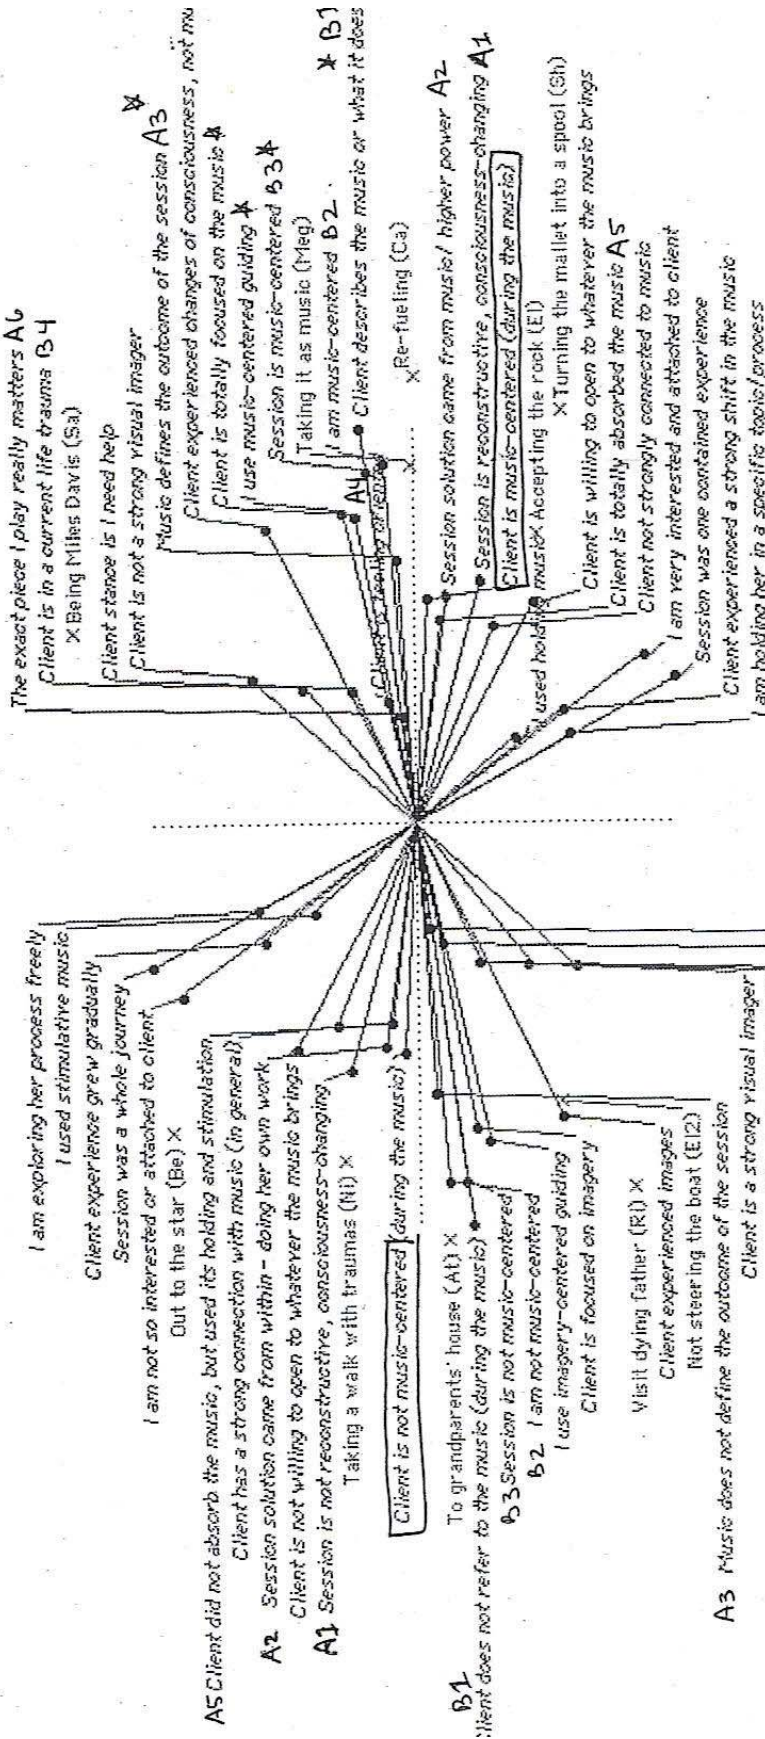 I am exploring her process freely
I used stimulative music
Client experience grew gradually
Session was a whole journey
I am not so interested or attached to client
Out to the star (Be) X
A5 Client did not absorb the music, but used its holding and stimulation
Client has a strong connection with music (in general)
A2 Session solution came from within - doing her own work
Client is not willing to open to whatever the music brings
A1 Session is not reconstructive, consciousness-changing
Taking a walk with traumas (Ni) X
Client is not music-centered (during the music)
To grandparents' house (At) X
B1
Client does not refer to the music (during the music)
B3 Session is not music-centered
B2 I am not music-centered
I use imagery-centered guiding
Client is focused on imagery
Visit dying father (Ri) X
Client experienced images
Not steering the boat (El2)
A3 Music does not define the outcome of the session
Client is a strong visual imager
The exact piece I play really matters A6
Client is in a current life trauma B4
X Being Miles Davis (Sa)
Client stance is I need help
Client is not a strong visual imager
Music defines the outcome of the session A3
Client experienced changes of consciousness, not mu
Client is totally focused on the music
I use music-centered guiding
Session is music-centered B3
Taking it as music (Meg)
I am music-centered B2
B1
Client describes the music or what it does
A4
X Re-fueling (Ca)
Session solution came from music/ higher power A2
Session is reconstructive, consciousness-changing A1
Client is music-centered (during the music)
X Accepting the rock (El)
I used holding music
X Turning the mallet into a spool (Sh)
Client is willing to open to whatever the music brings
Client is totally absorbed the music A5
Client not strongly connected to music
I am very interested and attached to client
Session was one contained experience
Client experienced a strong shift in the music
I am holding her in a specific topic/process